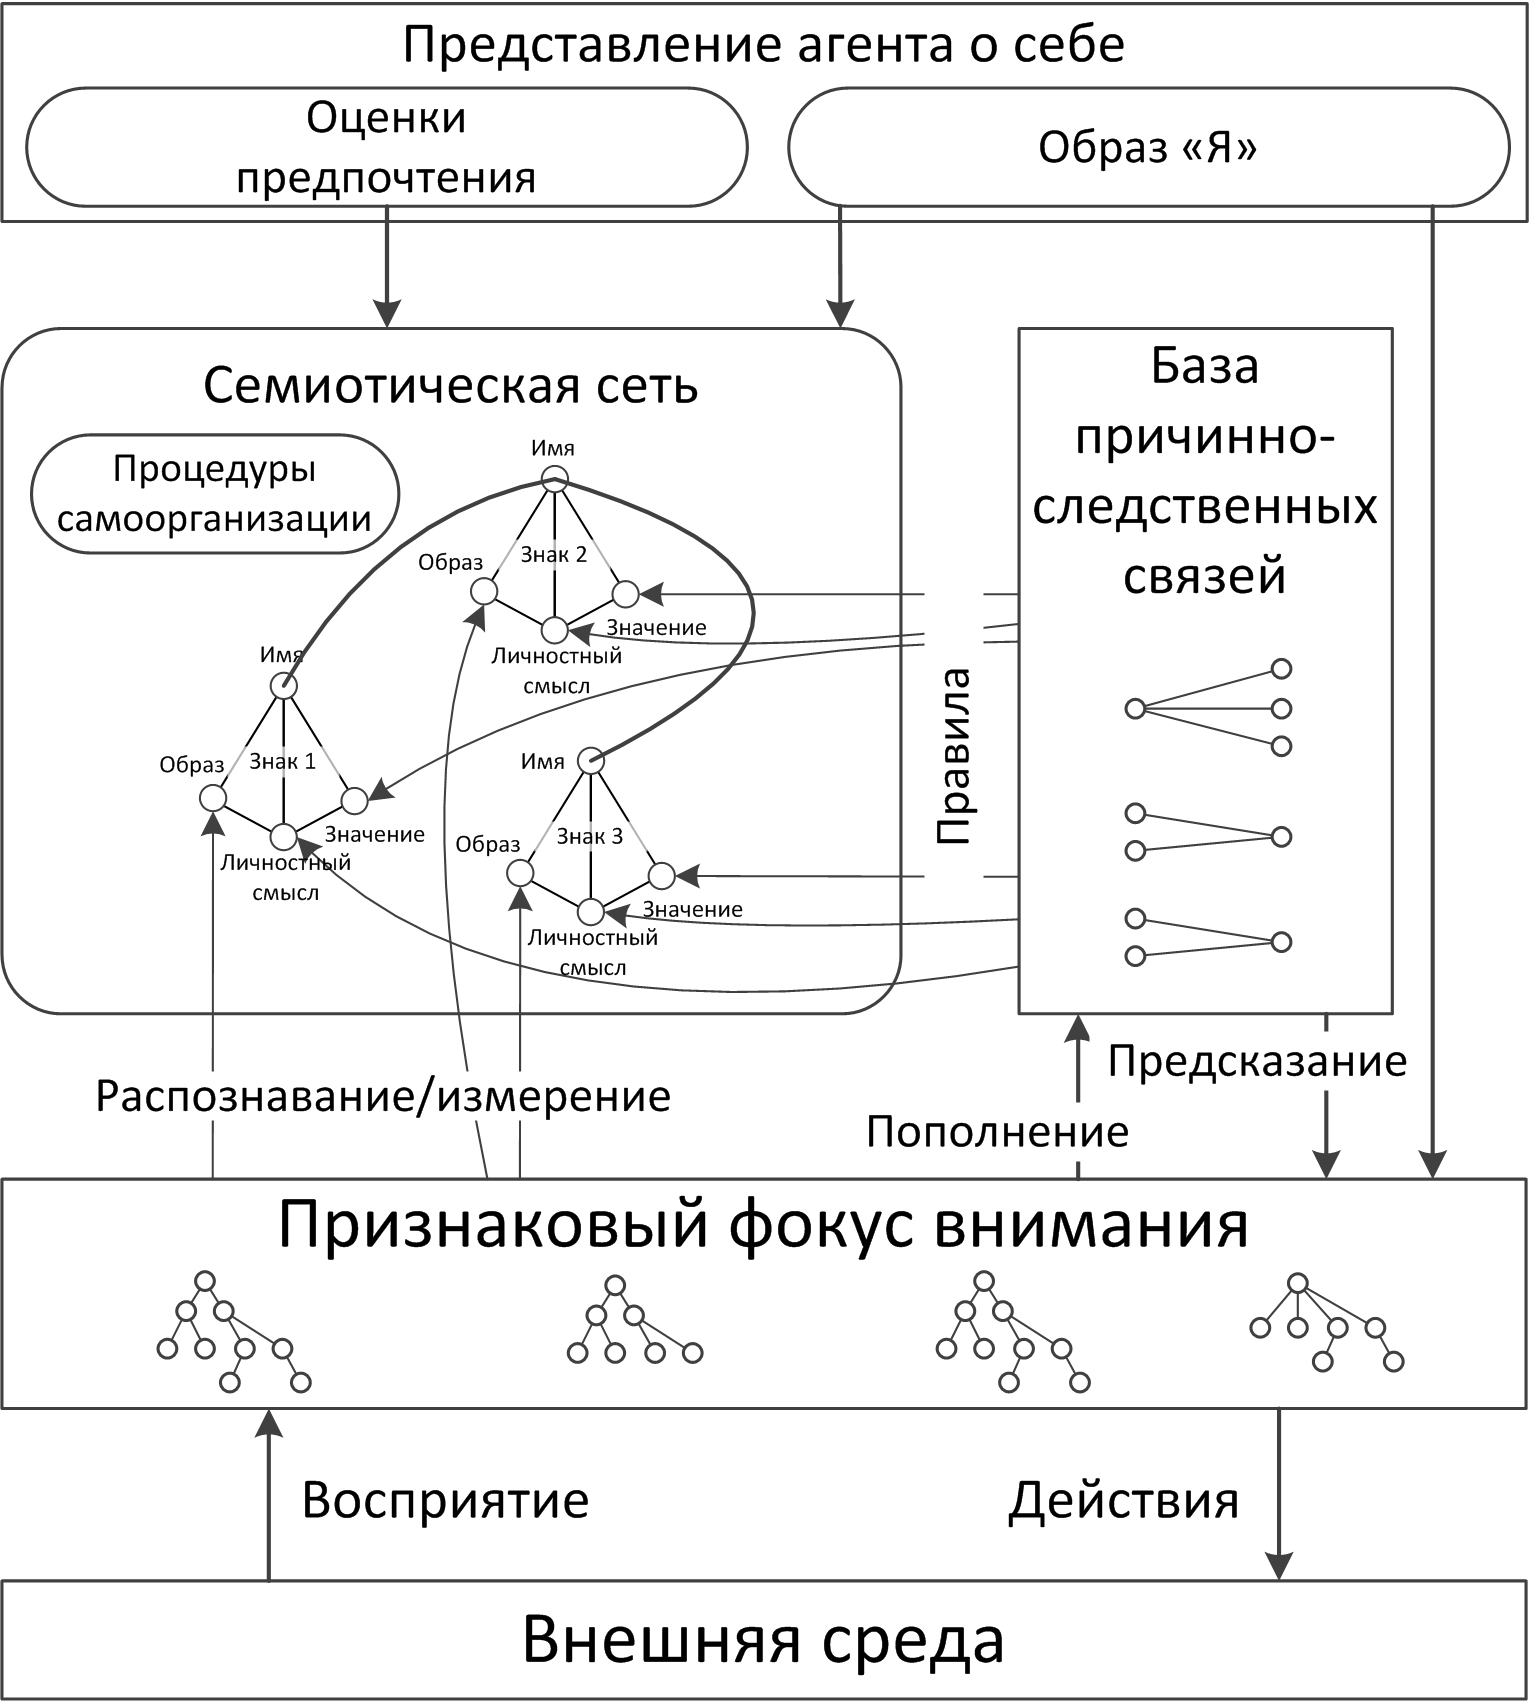 Представление агента о себе
Оценки
предпочтения
Образ «Я»
Семиотическая сеть
Процедуры
самоорганизации
Имя
Образ
Знак 2
Значение
Личностный
смысл
Имя
Образ
Знак 1
Значение
Личностный
смысл
Имя
Образ
Знак 3
Значение
Личностный
смысл
Правила
База
причинно-
следственных
связей
Распознавание/измерение
Предсказание
Пополнение
Признаковый фокус внимания
Восприятие
Действия
Внешняя среда